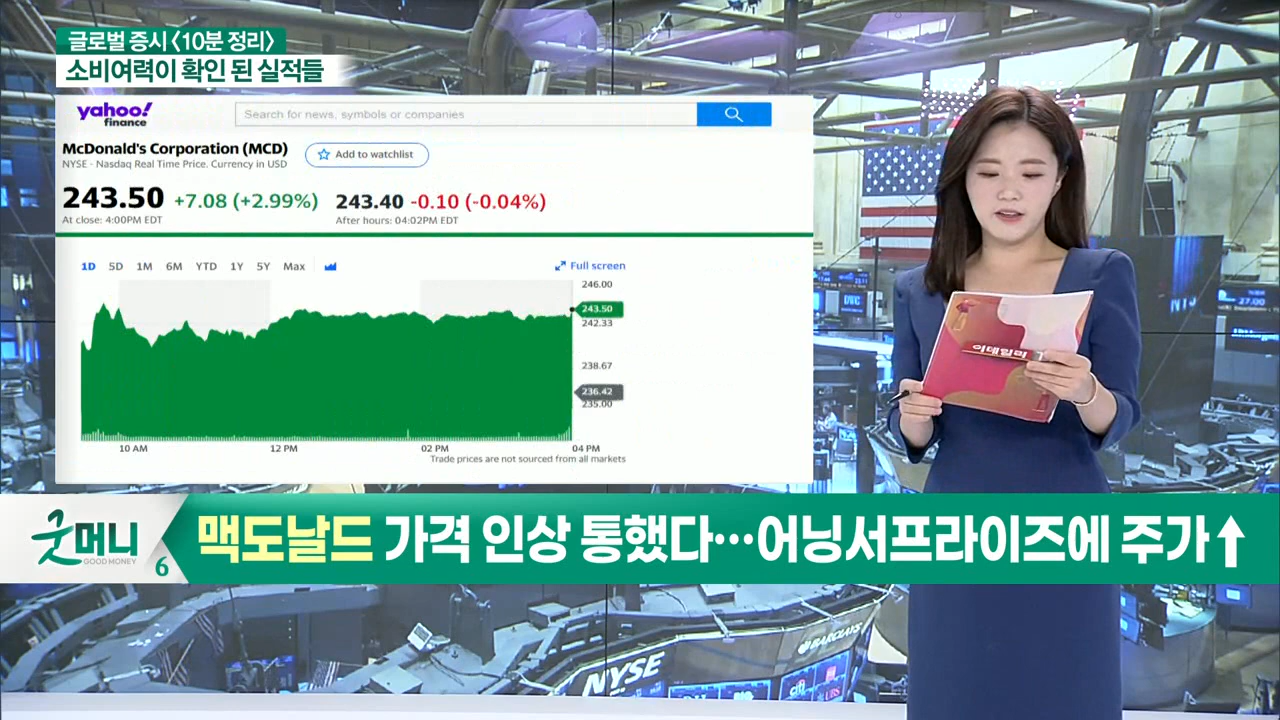 글로벌 증시 <10분 정리>
소비여력이 확인 된 실적들
yahoo!
finance
Search for news, symbols or companies
McDonald's Corporation (MCD)
NYSE - Nasdaq Real Time Price. Currency in USD
Add to watchlist
243.50 +7.08 (+2.99%)
At close: 4:00PM EDT
243.40 -0.10 (-0.04%)
After hours: 04:02PM EDT
1D 5D 1M 6M YTD 1Y 5Y Max
Full screen
246.00
243.50
242.33
238.67
236.42
235.00
10 AM 12 PM 02 PM 04 PM
Trade prices are not sourced from all markets
이데일리
27.00
굿머니
GOOD MONEY
6
맥도날드 가격 인상 통했다…어닝서프라이즈에 주가↑
BARCLAYS
NYSE
citi
UBS